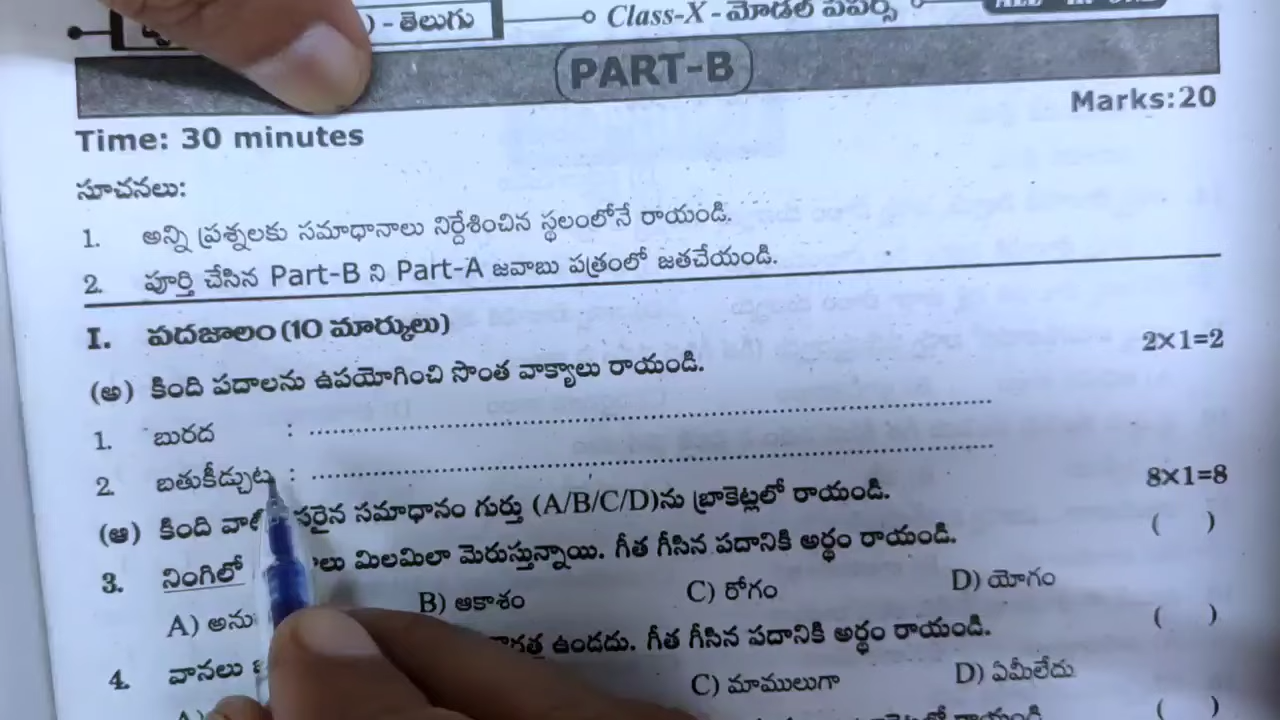 – తెలుగు
Class-X - మోడల్ పేపర్స్
PART-B
Time: 30 minutes
Marks:20
సూచనలు:
1. అన్ని ప్రశ్నలకు సమాధానాలు నిర్దేశించిన స్థలంలోనే రాయండి.
2. పూర్తి చేసిన Part-B ని Part-A జవాబు పత్రంలో జతచేయండి.
I. పదజాలం (10 మార్కులు)
(అ) కింది పదాలను ఉపయోగించి సొంత వాక్యాలు రాయండి. 2×1=2
1. బురద : ........................................
2. బతుకీడ్చుట : ........................................
(ఆ) కింది సరైన సమాధానం గుర్తు (A/B/C/D)ను బ్రాకెట్లలో రాయండి. 8×1=8
3. నింగిలో మిలమిలా మెరుస్తున్నాయి. గీత గీసిన పదానికి అర్థం రాయండి. ( )
A) B) ఆకాశం C) రోగం D) యోగం
4. వానలు ఉండదు. గీత గీసిన పదానికి అర్థం రాయండి. ( )
C) మాములుగా D) ఏమీలేదు
( )